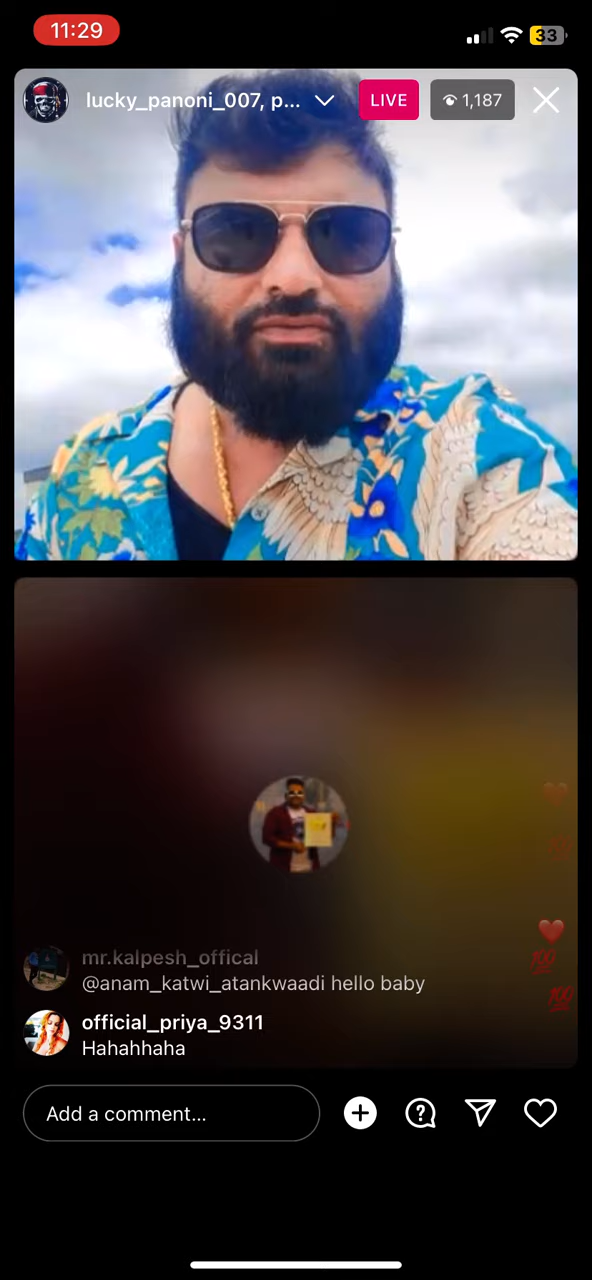 11:29
33
lucky_panoni_007, p...
LIVE
1,187
mr.kalpesh_offical
@anam_katwi_atankwaadi hello baby
official_priya_9311
Hahahhaha
Add a comment...